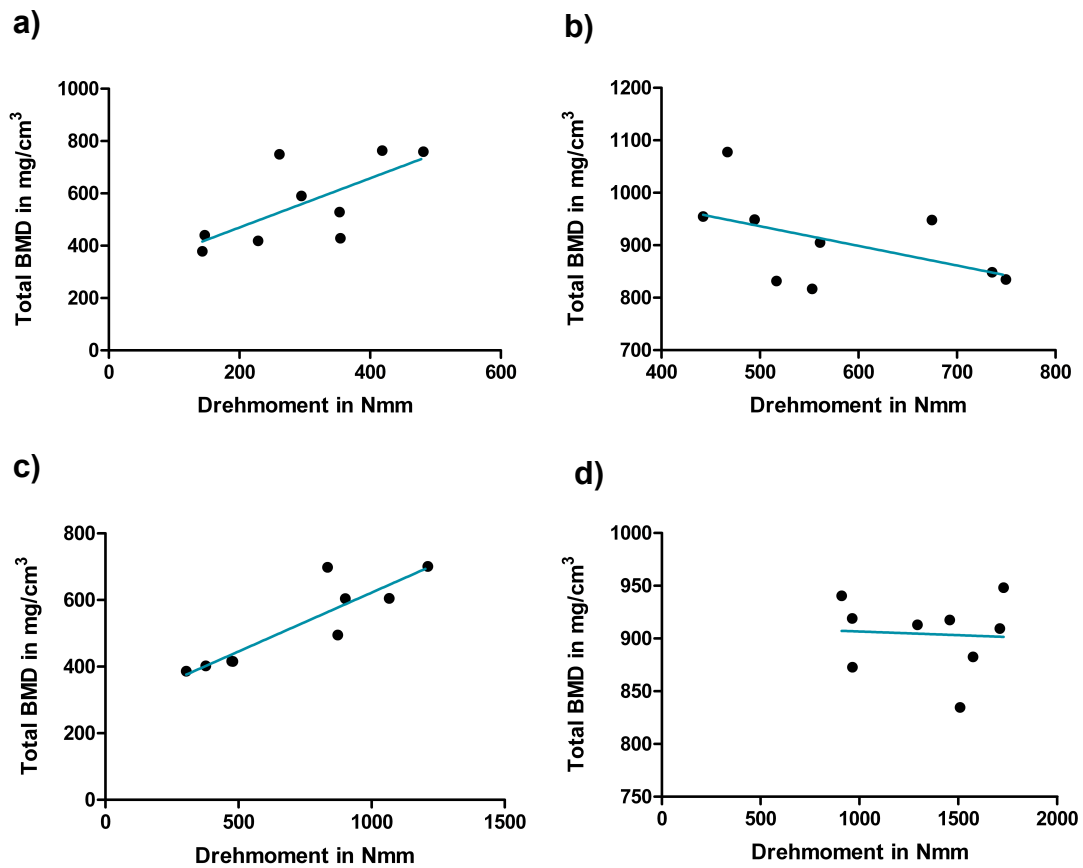 a)
1000
800
600
400
200
0
Total BMD in mg/cm³
0 200 400 600
Drehmoment in Nmm
b)
1200
1100
1000
900
800
700
Total BMD in mg/cm³
400 500 600 700 800
Drehmoment in Nmm
c)
800
600
400
200
0
Total BMD in mg/cm³
0 500 1000 1500
Drehmoment in Nmm
d)
1000
950
900
850
800
750
Total BMD in mg/cm³
0 500 1000 1500 2000
Drehmoment in Nmm